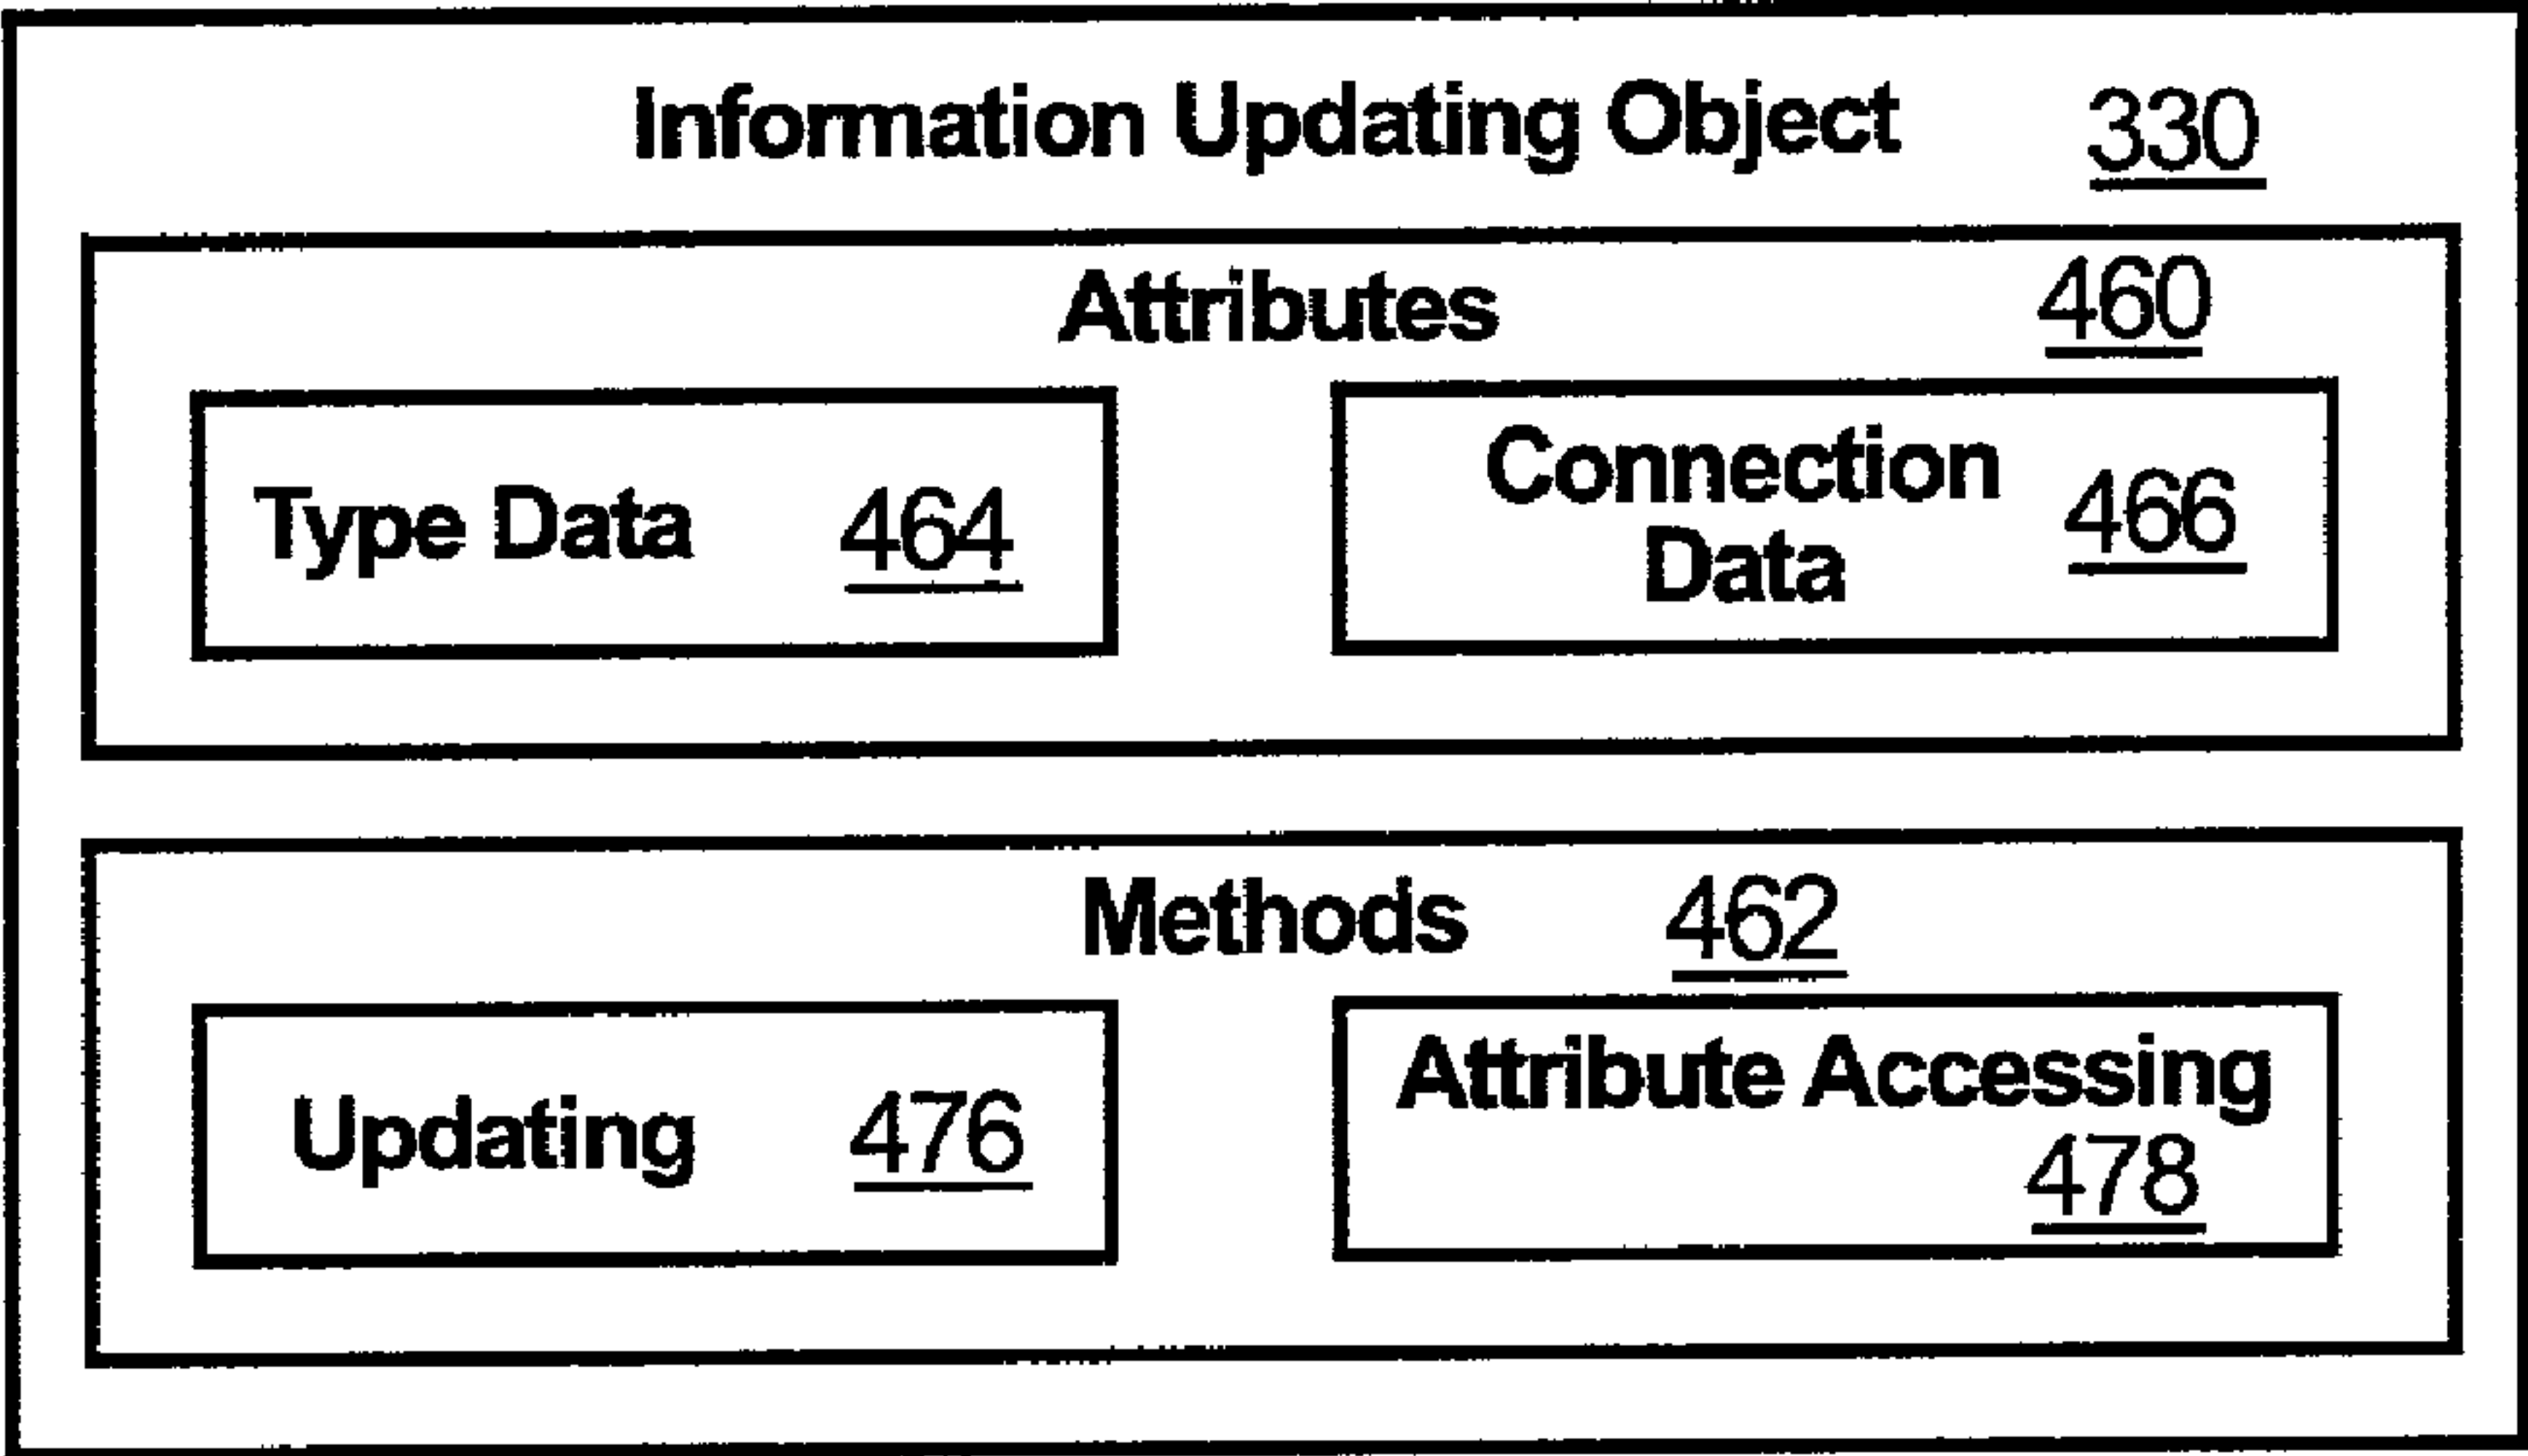 Information Updating Object 330
Attributes 460
Type Data 464
Connection
Data 466
Methods 462
Updating 476
Attribute Accessing
478